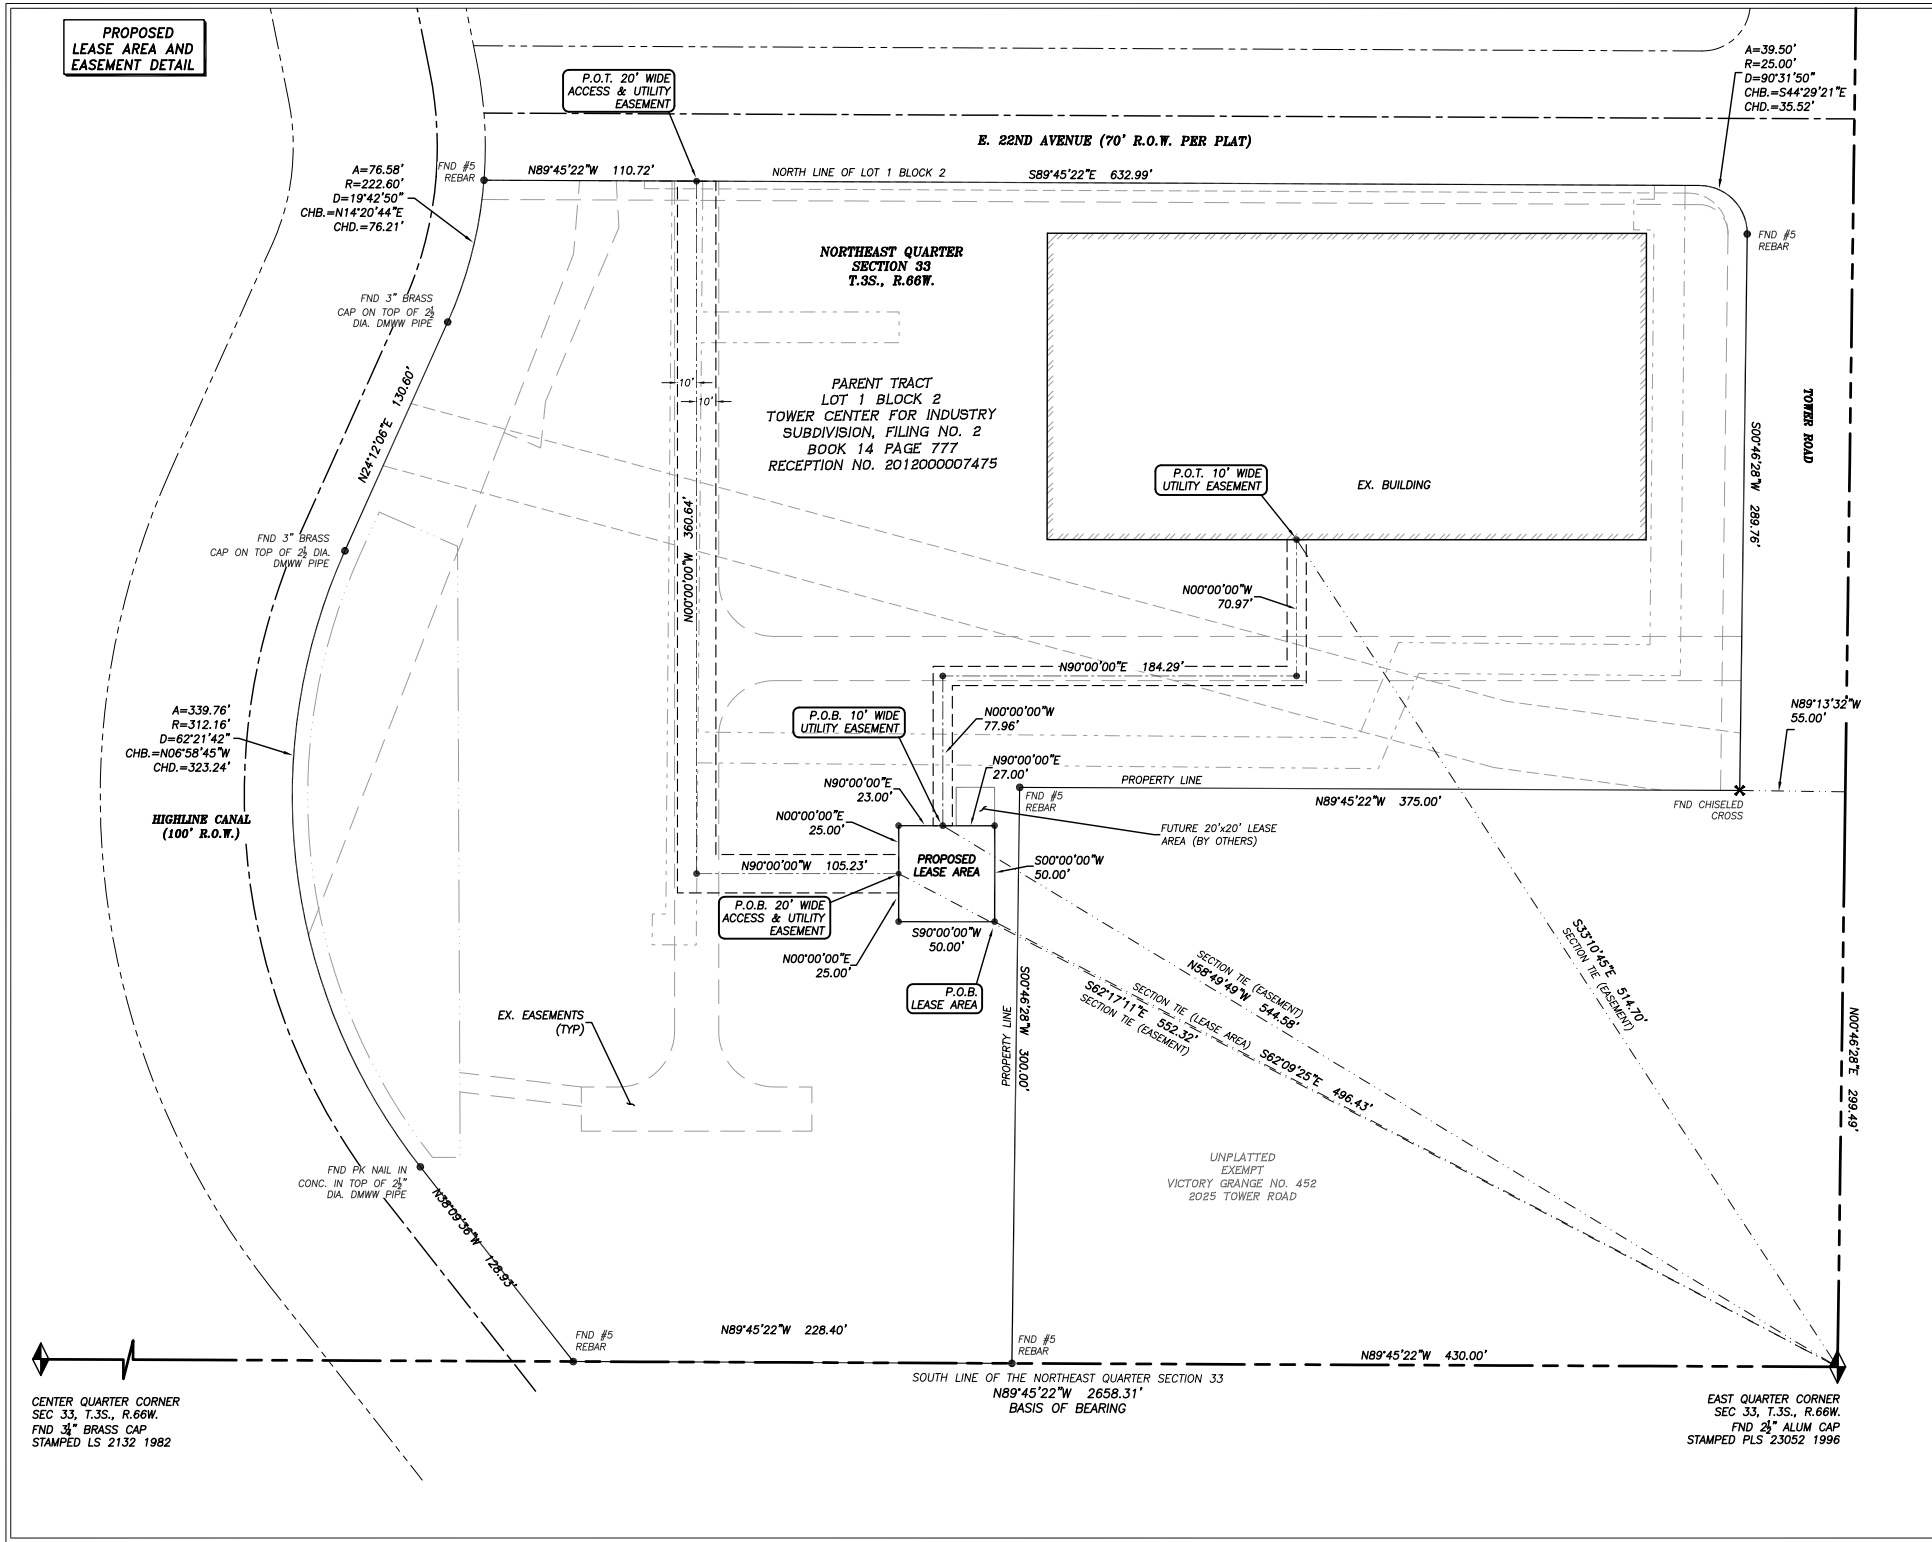 PROPOSED
LEASE AREA AND
EASEMENT DETAIL
P.O.T. 20' WIDE
ACCESS & UTILITY
EASEMENT
A=39.50'
R=25.00'
D=90°31'50"
CHB.=S44°29'21"E
CHD.=35.52'
E. 22ND AVENUE (70' R.O.W. PER PLAT)
A=76.58'
R=222.60'
D=19°42'50"
CHB.=N14°20'44"E
CHD.=76.21'
FND #5
REBAR
N89°45'22"W 110.72'
NORTH LINE OF LOT 1 BLOCK 2
S89°45'22"E 632.99'
FND #5
REBAR
NORTHEAST QUARTER
SECTION 33
T.3S., R.66W.
FND 3" BRASS
CAP ON TOP OF 2½
DIA. DMWW PIPE
N24°12'06"E 130.60'
10'
10'
PARENT TRACT
LOT 1 BLOCK 2
TOWER CENTER FOR INDUSTRY
SUBDIVISION, FILING NO. 2
BOOK 14 PAGE 777
RECEPTION NO. 2012000007475
TOWER ROAD
S00°46'28"W 289.76'
P.O.T. 10' WIDE
UTILITY EASEMENT
EX. BUILDING
FND 3" BRASS
CAP ON TOP OF 2½ DIA.
DMWW PIPE
N00°00'00"W 360.64'
N00°00'00"W
70.97'
N90°00'00"E 184.29'
A=339.76'
R=312.16'
D=62°21'42"
CHB.=N06°58'45"W
CHD.=323.24'
P.O.B. 10' WIDE
UTILITY EASEMENT
N00°00'00"W
77.96'
N89°13'32"W
55.00'
N90°00'00"E
27.00'
PROPERTY LINE
N89°45'22"W 375.00'
N90°00'00"E
23.00'
FND #5
REBAR
FND CHISELED
CROSS
HIGHLINE CANAL
(100' R.O.W.)
N00°00'00"E
25.00'
FUTURE 20'x20' LEASE
AREA (BY OTHERS)
PROPOSED
LEASE AREA
N90°00'00"W 105.23'
S00°00'00"W
50.00'
P.O.B. 20' WIDE
ACCESS & UTILITY
EASEMENT
S90°00'00"W
50.00'
N00°00'00"E
25.00'
P.O.B.
LEASE AREA
S33°10'45"E 514.70'
SECTION TIE (EASEMENT)
SECTION TIE (EASEMENT)
N58°49'49"W 544.58'
SECTION TIE (LEASE AREA)
S62°09'25"E 496.43'
S62°17'11"E 552.32'
SECTION TIE (EASEMENT)
PROPERTY LINE
S00°46'28"W 300.00'
EX. EASEMENTS
(TYP)
N00°46'28"E 299.49'
UNPLATTED
EXEMPT
VICTORY GRANGE NO. 452
2025 TOWER ROAD
FND PK NAIL IN
CONC. IN TOP OF 2½"
DIA. DMWW PIPE
N38°09'36"W 128.93'
FND #5
REBAR
N89°45'22"W 228.40'
FND #5
REBAR
N89°45'22"W 430.00'
SOUTH LINE OF THE NORTHEAST QUARTER SECTION 33
N89°45'22"W 2658.31'
BASIS OF BEARING
CENTER QUARTER CORNER
SEC 33, T.3S., R.66W.
FND 3¼" BRASS CAP
STAMPED LS 2132 1982
EAST QUARTER CORNER
SEC 33, T.3S., R.66W.
FND 2½" ALUM CAP
STAMPED PLS 23052 1996